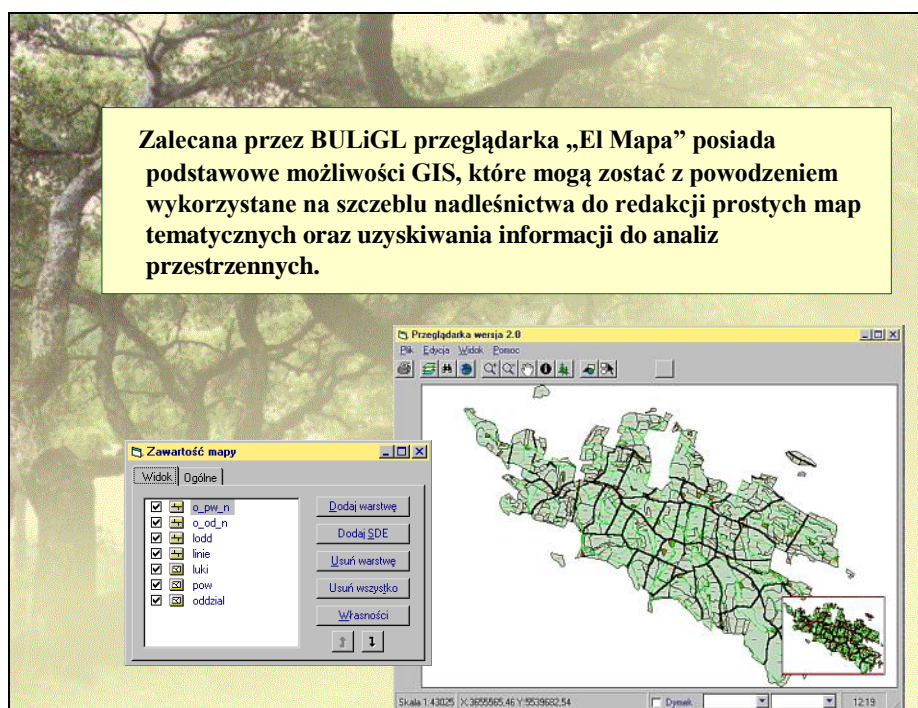 Zalecana przez BULiGL przeglądarka „El Mapa” posiada
podstawowe możliwości GIS, które mogą zostać z powodzeniem
wykorzystane na szczeblu nadleśnictwa do redakcji prostych map
tematycznych oraz uzyskiwania informacji do analiz
przestrzennych.
Przeglądarka wersja 2.0
Plik Edycja Widok Pomoc
Zawartość mapy
Widok Ogólne
o_pw_n
o_od_n
lodd
linie
luki
pow
oddzial
Dodaj warstwę
Dodaj SDE
Usuń warstwę
Usuń wszystko
Własności
Skala 1:43025 X:3655565,46 Y:5539682,54 Dymek 12:19